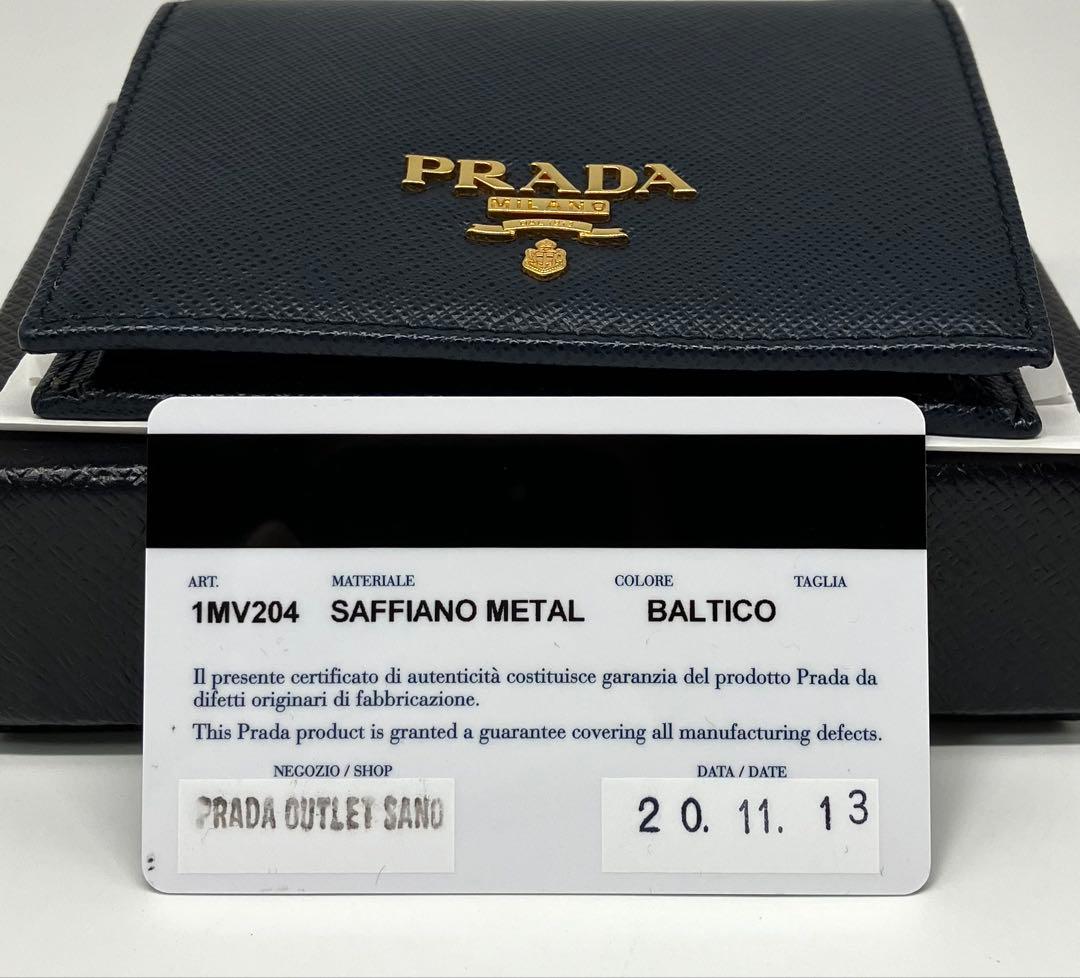 PRADA
MILANO
ART. MATERIALE COLORE TAGLIA
1MV204 SAFFIANO METAL BALTICO
Il presente certificato di autenticità costituisce garanzia del prodotto Prada da
difetti originari di fabbricazione.
This Prada product is granted a guarantee covering all manufacturing defects.
NEGOZIO / SHOP DATA / DATE
PRADA OUTLET SANO 20. 11. 13